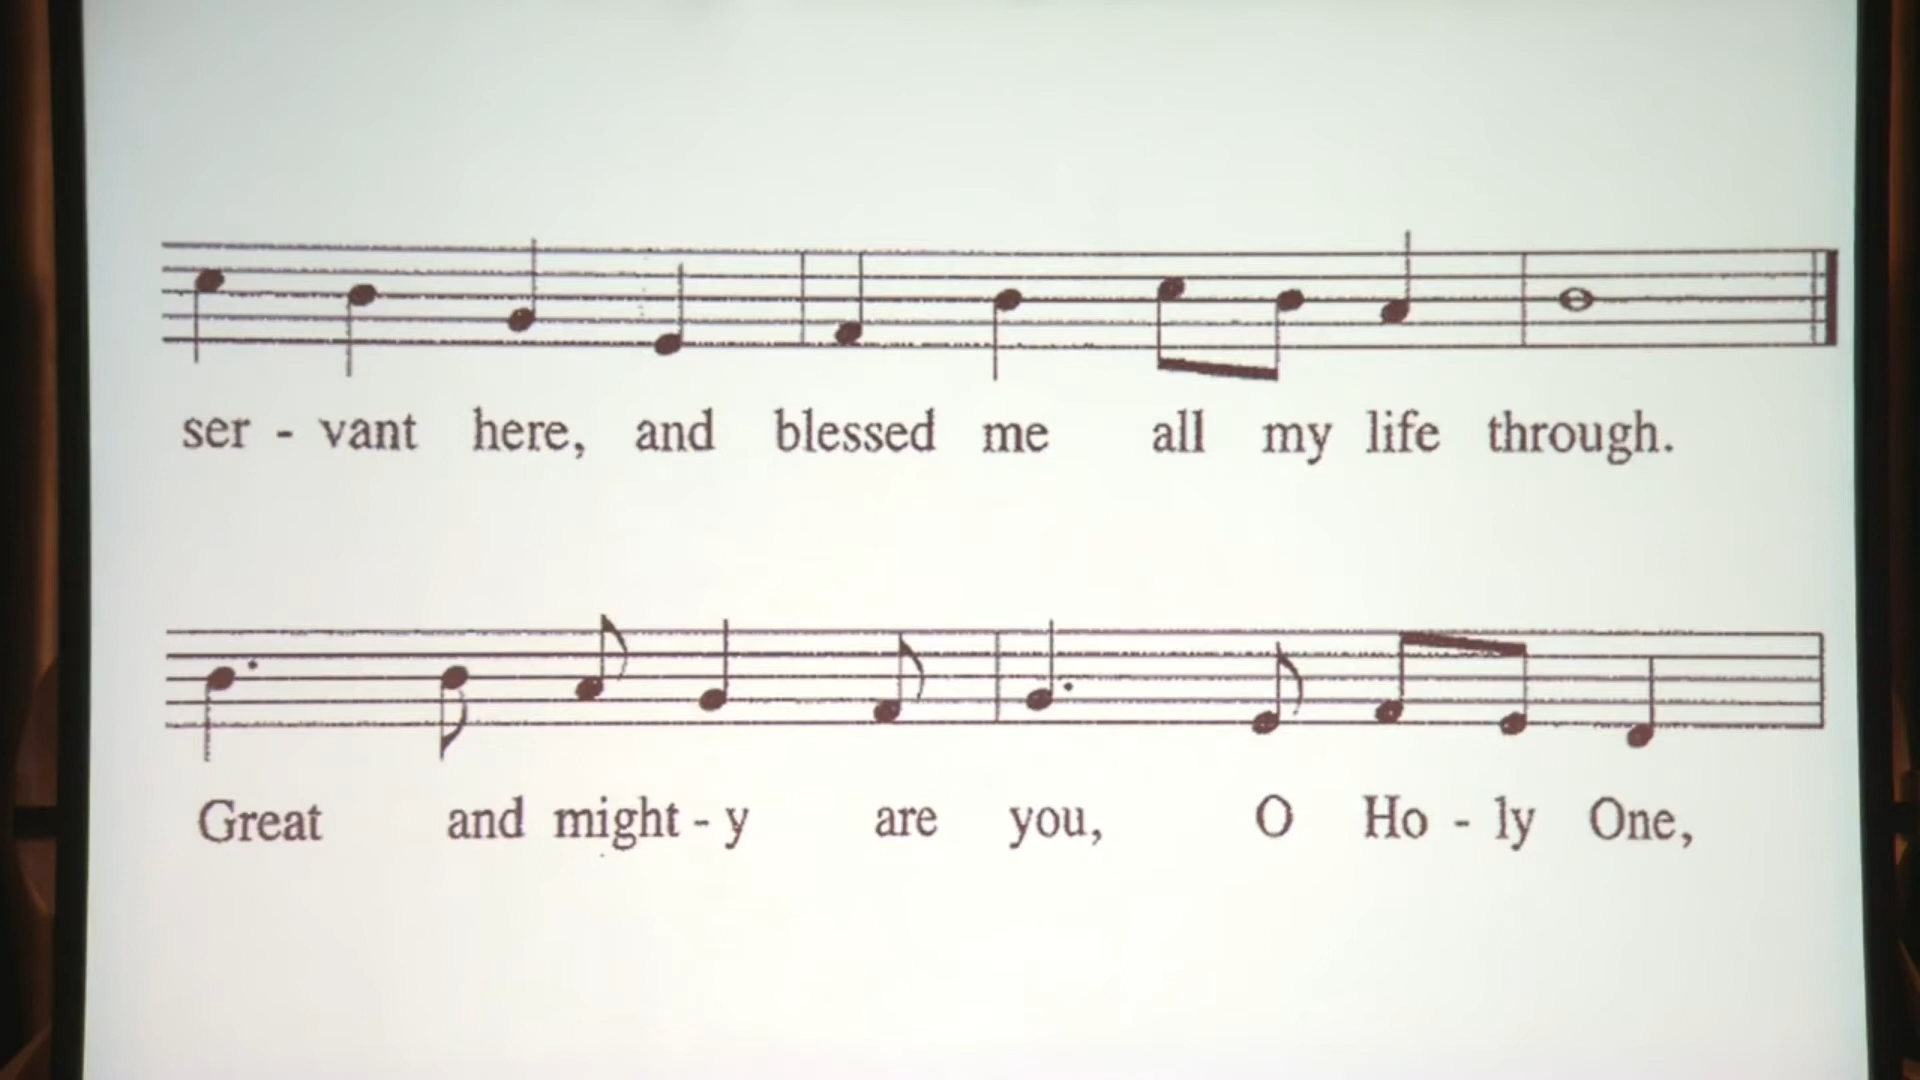 ser - vant here, and blessed me all my life through.
Great and might - y are you, O Ho - ly One,